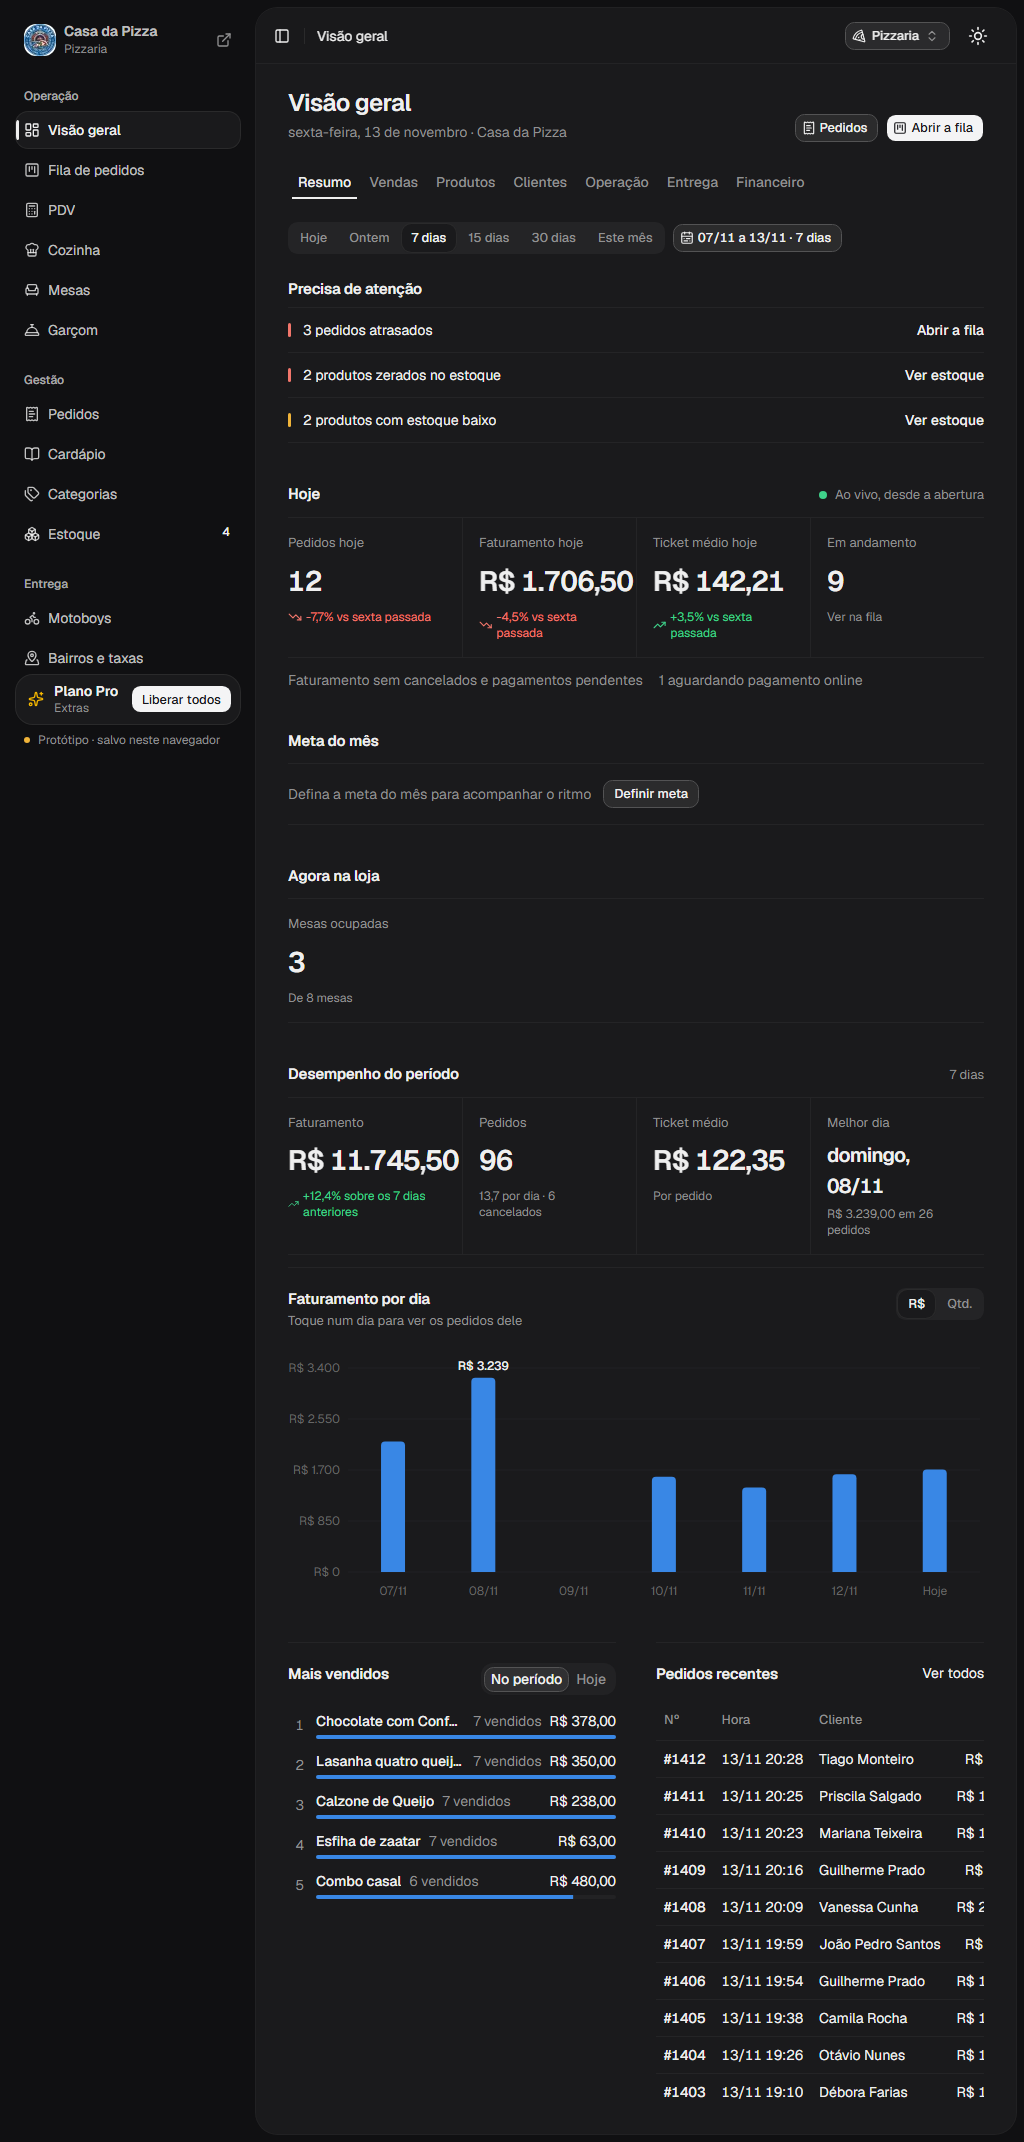 Casa da Pizza
Pizzaria
Operação
Visão geral
Fila de pedidos
PDV
Cozinha
Mesas
Garçom
Gestão
Pedidos
Cardápio
Categorias
Estoque 4
Entrega
Motoboys
Bairros e taxas
Plano Pro
Extras
Liberar todos
Protótipo · salvo neste navegador
Visão geral
Pizzaria
Visão geral
sexta-feira, 13 de novembro · Casa da Pizza
Pedidos
Abrir a fila
Resumo Vendas Produtos Clientes Operação Entrega Financeiro
Hoje Ontem 7 dias 15 dias 30 dias Este mês
07/11 a 13/11 · 7 dias
Precisa de atenção
3 pedidos atrasados Abrir a fila
2 produtos zerados no estoque Ver estoque
2 produtos com estoque baixo Ver estoque
Hoje
Ao vivo, desde a abertura
Pedidos hoje
12
-7,7% vs sexta passada
Faturamento hoje
R$ 1.706,50
-4,5% vs sexta
passada
Ticket médio hoje
R$ 142,21
+3,5% vs sexta
passada
Em andamento
9
Ver na fila
Faturamento sem cancelados e pagamentos pendentes 1 aguardando pagamento online
Meta do mês
Defina a meta do mês para acompanhar o ritmo
Definir meta
Agora na loja
Mesas ocupadas
3
De 8 mesas
Desempenho do período
7 dias
Faturamento
R$ 11.745,50
+12,4% sobre os 7 dias
anteriores
Pedidos
96
13,7 por dia · 6
cancelados
Ticket médio
R$ 122,35
Por pedido
Melhor dia
domingo,
08/11
R$ 3.239,00 em 26
pedidos
Faturamento por dia
Toque num dia para ver os pedidos dele
R$ Qtd.
R$ 3.400
R$ 2.550
R$ 1.700
R$ 850
R$ 0
R$ 3.239
07/11 08/11 09/11 10/11 11/11 12/11 Hoje
Mais vendidos
No período Hoje
1 Chocolate com Conf... 7 vendidos R$ 378,00
2 Lasanha quatro queij... 7 vendidos R$ 350,00
3 Calzone de Queijo 7 vendidos R$ 238,00
4 Esfiha de zaatar 7 vendidos R$ 63,00
5 Combo casal 6 vendidos R$ 480,00
Pedidos recentes
Ver todos
Nº Hora Cliente
#1412 13/11 20:28 Tiago Monteiro R$
#1411 13/11 20:25 Priscila Salgado R$ 1
#1410 13/11 20:23 Mariana Teixeira R$ 1
#1409 13/11 20:16 Guilherme Prado R$
#1408 13/11 20:09 Vanessa Cunha R$ 2
#1407 13/11 19:59 João Pedro Santos R$
#1406 13/11 19:54 Guilherme Prado R$ 1
#1405 13/11 19:38 Camila Rocha R$ 1
#1404 13/11 19:26 Otávio Nunes R$ 1
#1403 13/11 19:10 Débora Farias R$ 1